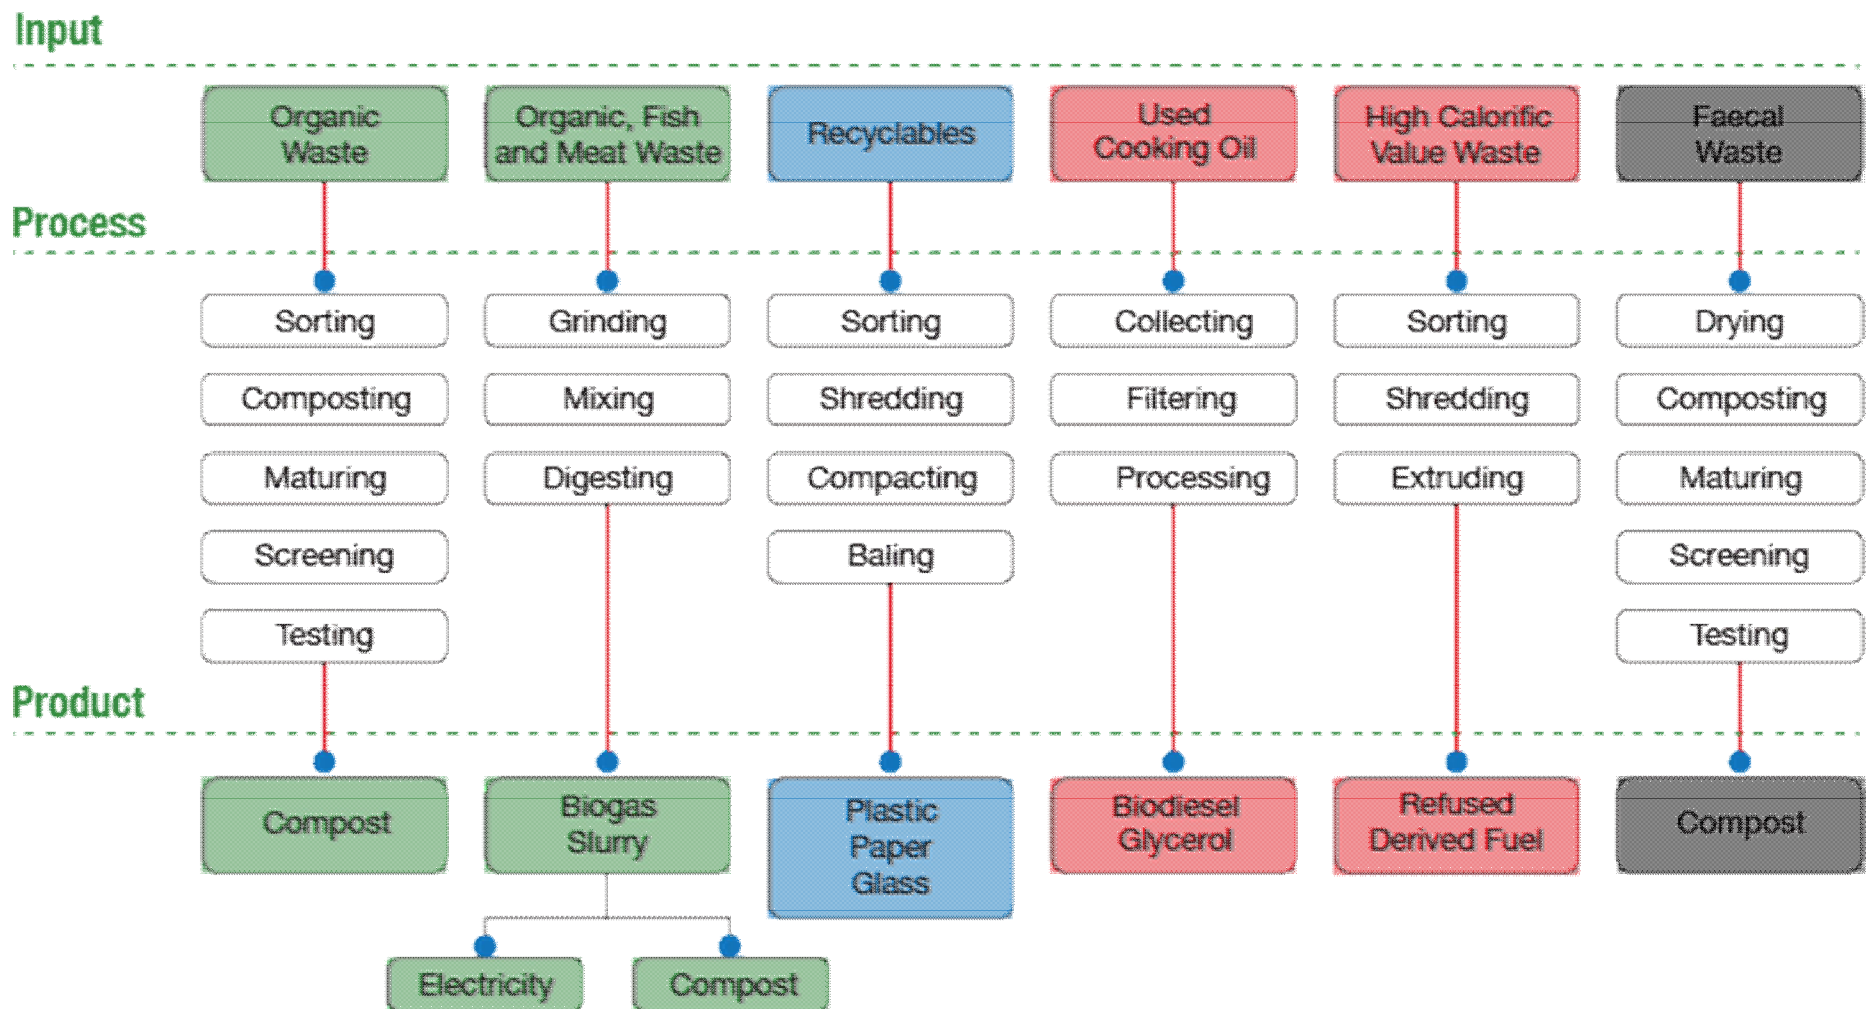 Input
Organic
Waste
Organic, Fish
and Meat Waste
Recyclables
Used
Cooking Oil
High Calorific
Value Waste
Faecal
Waste
Process
Sorting
Grinding
Sorting
Collecting
Sorting
Drying
Composting
Mixing
Shredding
Filtering
Shredding
Composting
Maturing
Digesting
Compacting
Processing
Extruding
Maturing
Screening
Baling
Screening
Testing
Testing
Product
Compost
Biogas
Slurry
Plastic
Paper
Glass
Biodiesel
Glycerol
Refused
Derived Fuel
Compost
Electricity
Compost